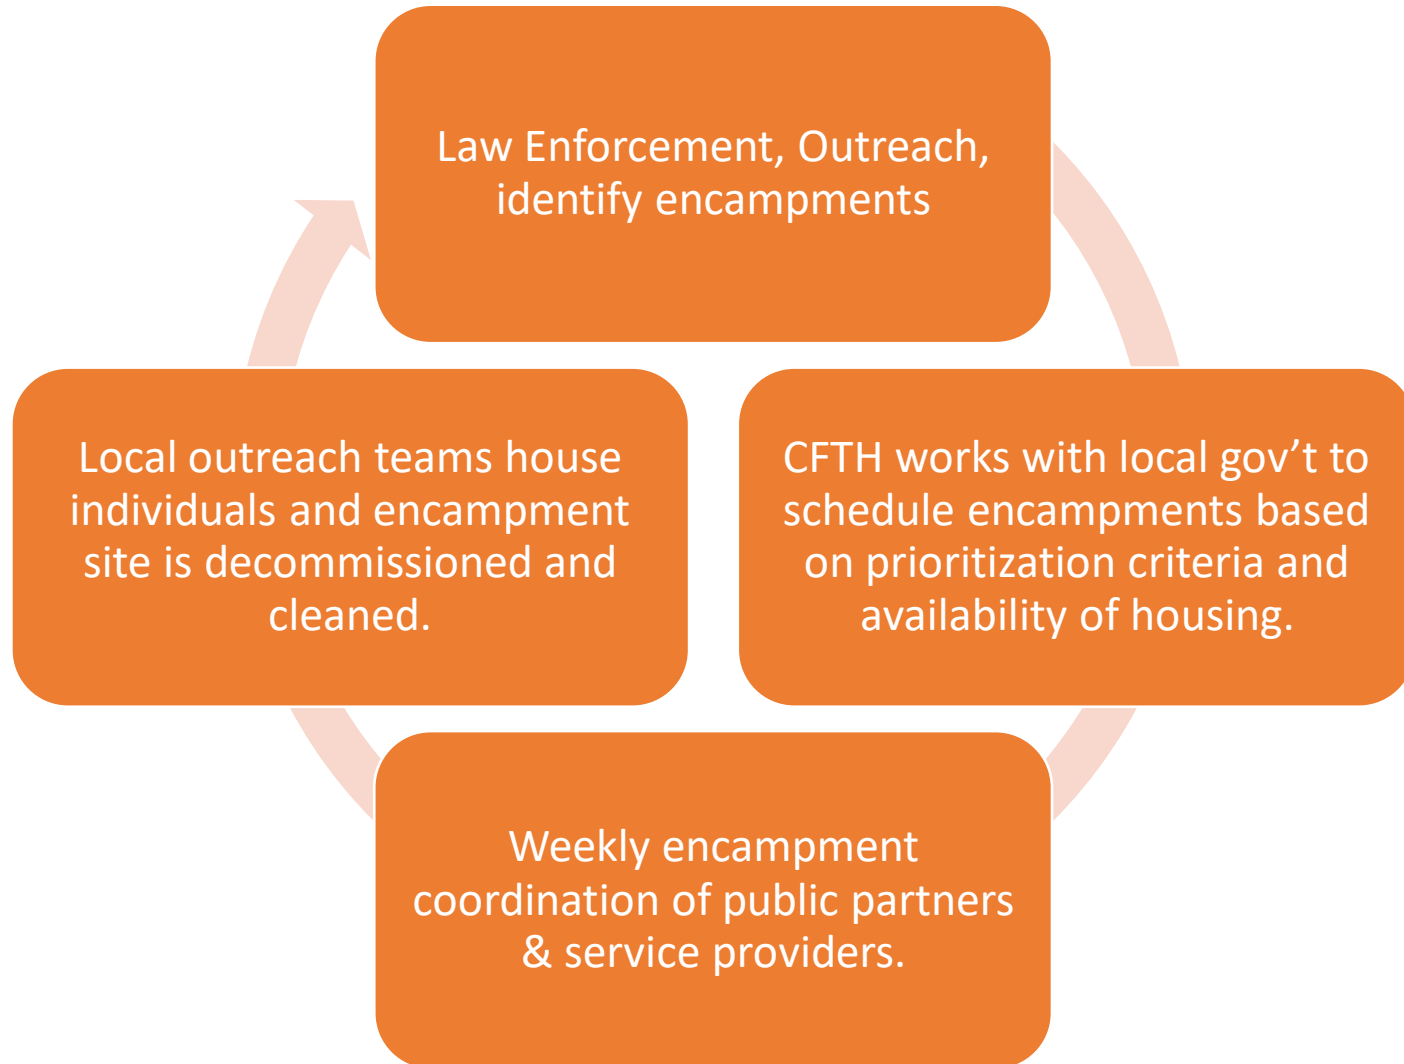 Law Enforcement, Outreach,
identify encampments
CFTH works with local gov’t to
schedule encampments based
on prioritization criteria and
availability of housing.
Weekly encampment
coordination of public partners
& service providers.
Local outreach teams house
individuals and encampment
site is decommissioned and
cleaned.